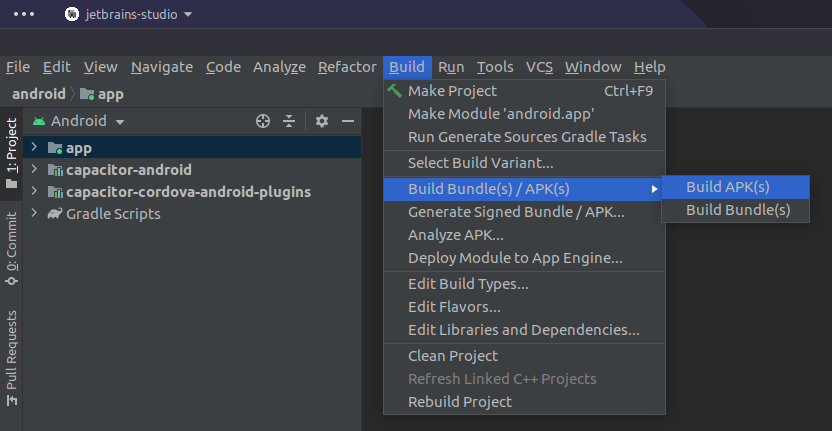 jetbrains-studio
File Edit View Navigate Code Analyze Refactor Build Run Tools VCS Window Help
android app
1: Project
0: Commit
Pull Requests
Android
app
capacitor-android
capacitor-cordova-android-plugins
Gradle Scripts
Make Project Ctrl+F9
Make Module 'android.app'
Run Generate Sources Gradle Tasks
Select Build Variant...
Build Bundle(s) / APK(s)
Generate Signed Bundle / APK...
Analyze APK...
Deploy Module to App Engine...
Edit Build Types...
Edit Flavors...
Edit Libraries and Dependencies...
Clean Project
Refresh Linked C++ Projects
Rebuild Project
Build APK(s)
Build Bundle(s)